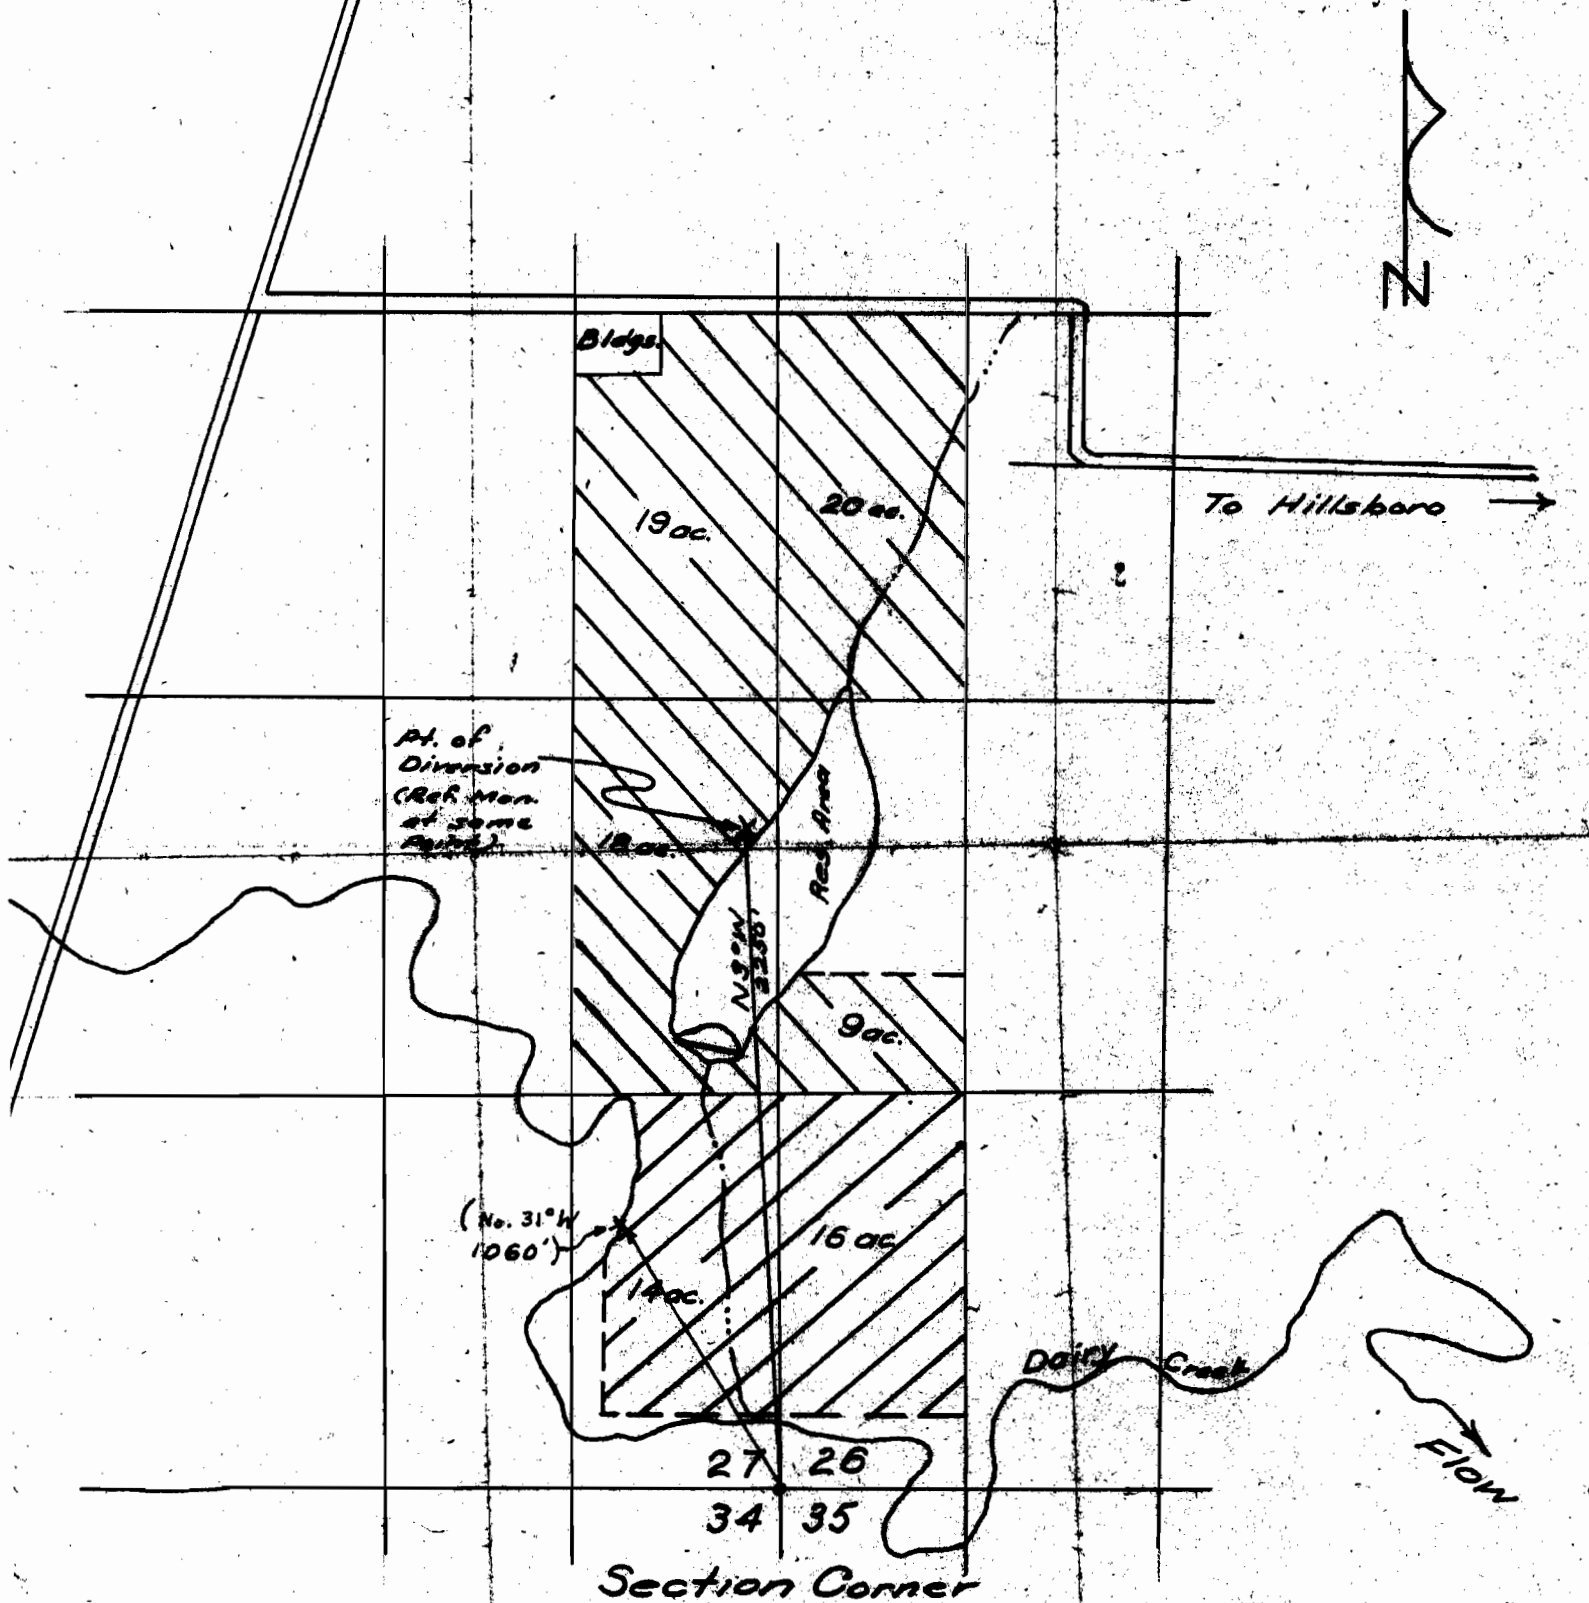 N
Bldgs.
19 ac.
20 ac.
To Hillsboro
Pt. of
Diversion
(Ref. Mon.
at same
Point)
18 ac.
Res. Area
N 3° W
2250'
9 ac.
(No. 31° W
1060')
16 ac
14 ac.
Dairy Creek
Flow
27 26
34 35
Section Corner